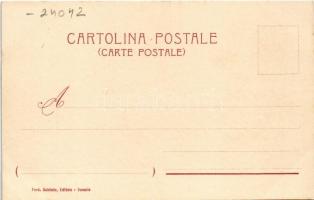 - 24042
CARTOLINA POSTALE
(CARTE POSTALE)
A
( )